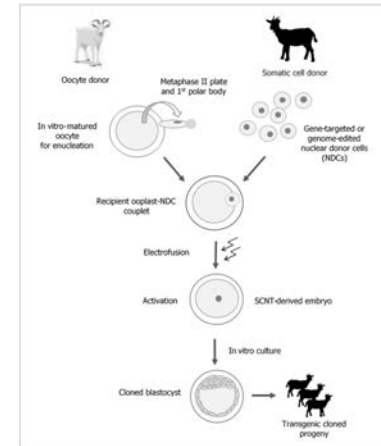 Oocyte donor
Somatic cell donor
Metaphase II plate
and 1st polar body
In vitro-matured
oocyte
for enucleation
Gene-targeted or
genome-edited
nuclear donor cells
(NDCs)
Recipient ooplast-NDC
couplet
Electrofusion
Activation
SCNT-derived embryo
In vitro culture
Cloned blastocyst
Transgenic cloned
progeny